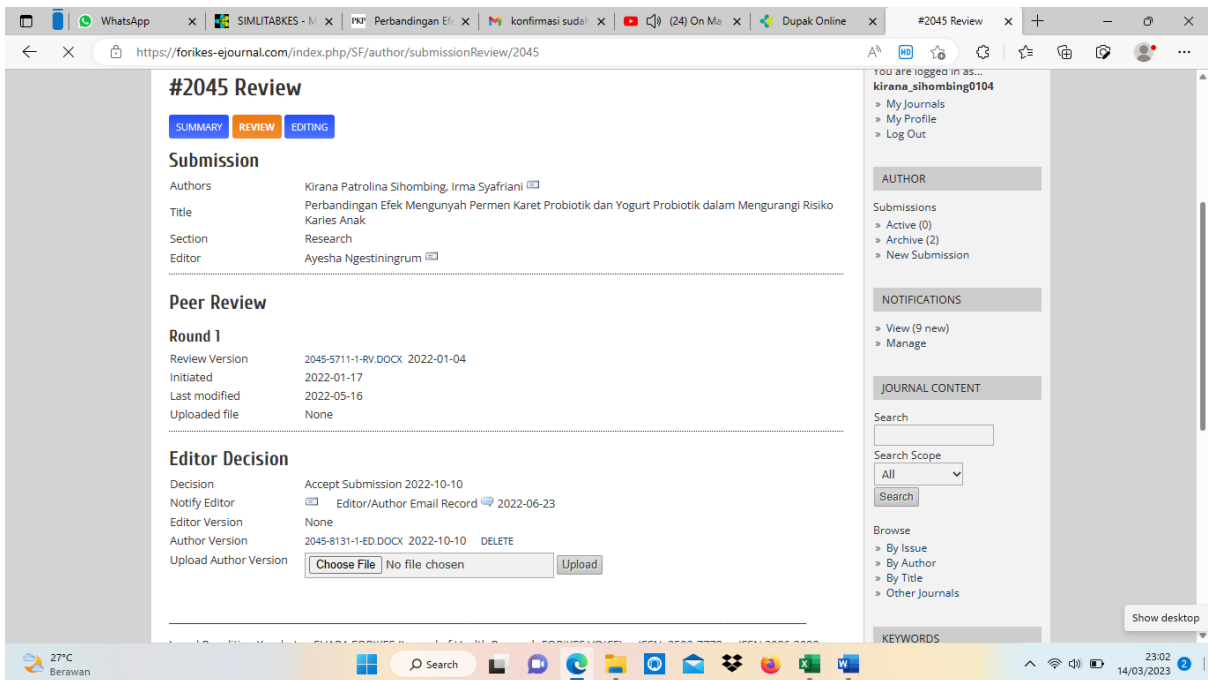 WhatsApp
SIMLITABKES - M
PKP Perbandingan Ef
konfirmasi sudah
(24) On Ma
Dupak Online
#2045 Review
https://forikes-ejournal.com/index.php/SF/author/submissionReview/2045
#2045 Review
SUMMARY REVIEW EDITING
Submission
Authors Kirana Patrolina Sihombing, Irma Syafriani
Title Perbandingan Efek Mengunyah Permen Karet Probiotik dan Yogurt Probiotik dalam Mengurangi Risiko
Karies Anak
Section Research
Editor Ayesha Ngestiningrum
Peer Review
Round 1
Review Version 2045-5711-1-RV.DOCX 2022-01-04
Initiated 2022-01-17
Last modified 2022-05-16
Uploaded file None
Editor Decision
Decision Accept Submission 2022-10-10
Notify Editor Editor/Author Email Record 2022-06-23
Editor Version None
Author Version 2045-8131-1-ED.DOCX 2022-10-10 DELETE
Upload Author Version Choose File No file chosen Upload
You are logged in as...
kirana_sihombing0104
» My Journals
» My Profile
» Log Out
AUTHOR
Submissions
» Active (0)
» Archive (2)
» New Submission
NOTIFICATIONS
» View (9 new)
» Manage
JOURNAL CONTENT
Search
Search Scope
All
Search
Browse
» By Issue
» By Author
» By Title
» Other Journals
KEYWORDS
Show desktop
27°C
Berawan
Search
23:02
14/03/2023
2